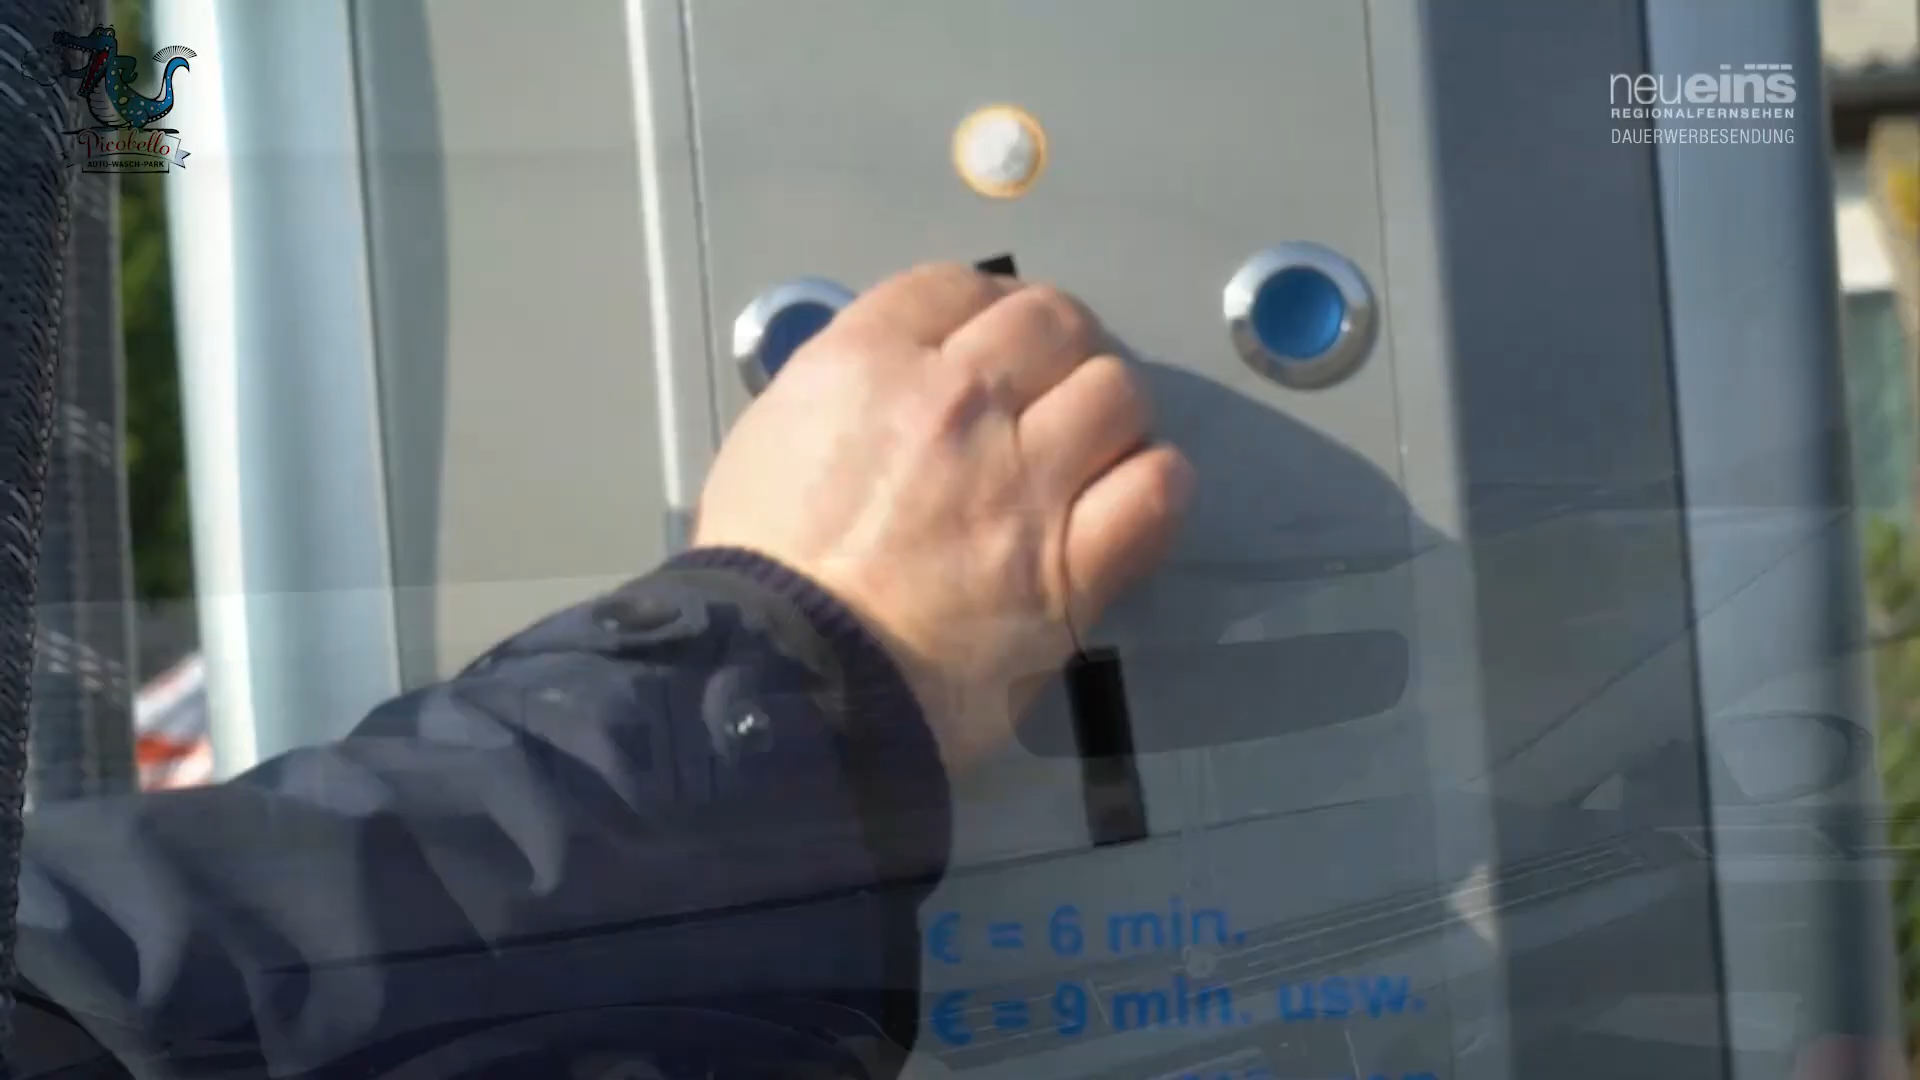 Picobello
AUTO-WASCH-PARK
neueins
REGIONALFERNSEHEN
DAUERWERBESENDUNG
€ = 6 min.
€ = 9 min. usw.